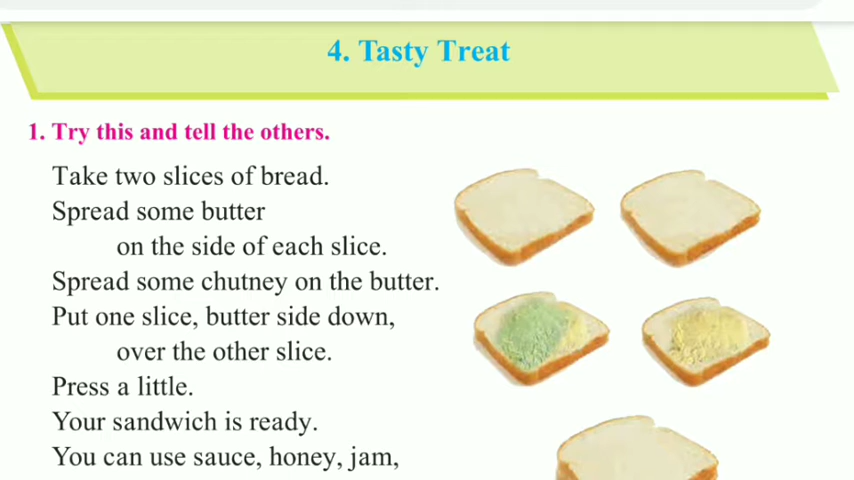 4. Tasty Treat
1. Try this and tell the others.
Take two slices of bread.
Spread some butter
on the side of each slice.
Spread some chutney on the butter.
Put one slice, butter side down,
over the other slice.
Press a little.
Your sandwich is ready.
You can use sauce, honey, jam,